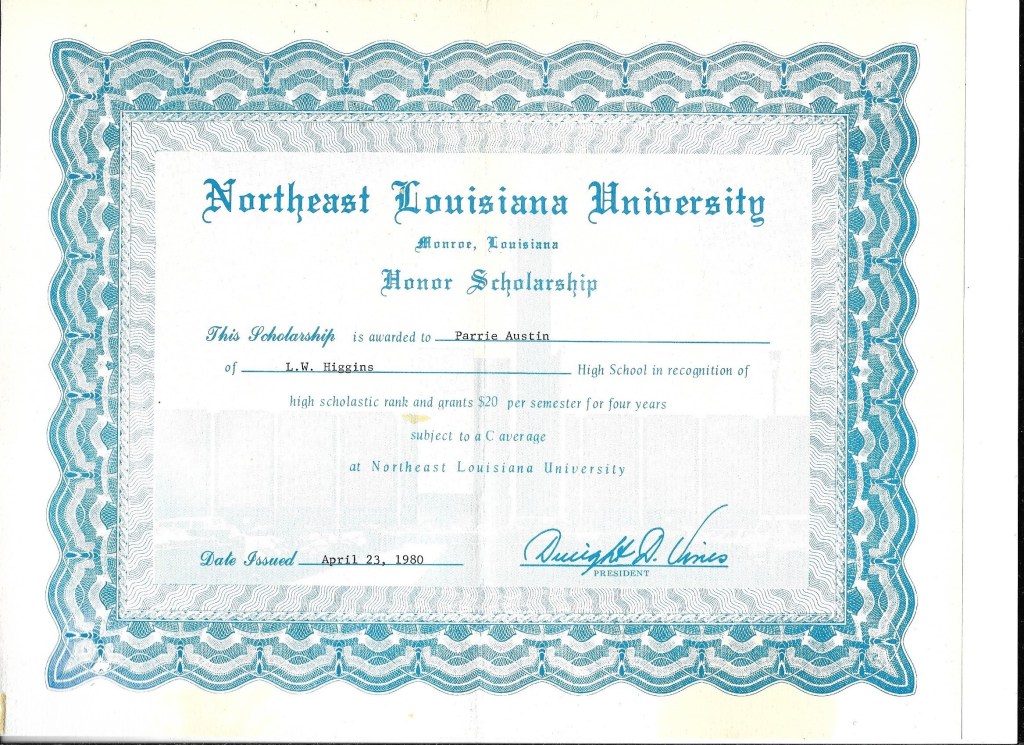 Northeast Louisiana University
Monroe, Louisiana
Honor Scholarship
This Scholarship is awarded to Parrie Austin
of L.W. Higgins High School in recognition of
high scholastic rank and grants $20 per semester for four years
subject to a C average
at Northeast Louisiana University
Date Issued April 23, 1980 Dwight D. Vines
PRESIDENT